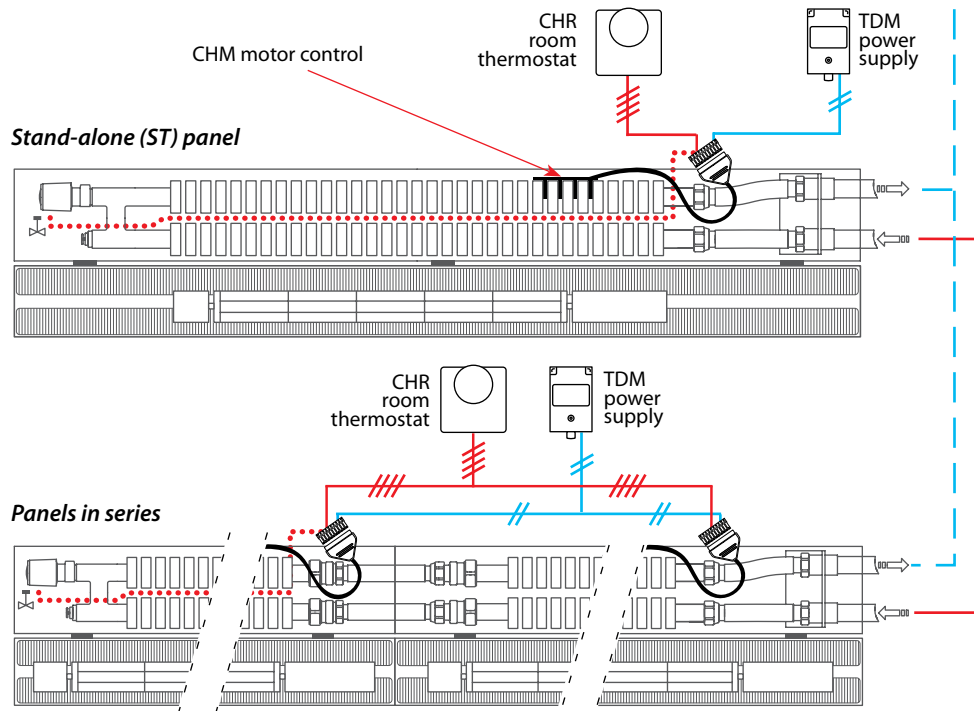 CHR
room
thermostat
TDM
power
supply
CHM motor control
Stand-alone (ST) panel
CHR
room
thermostat
TDM
power
supply
Panels in series